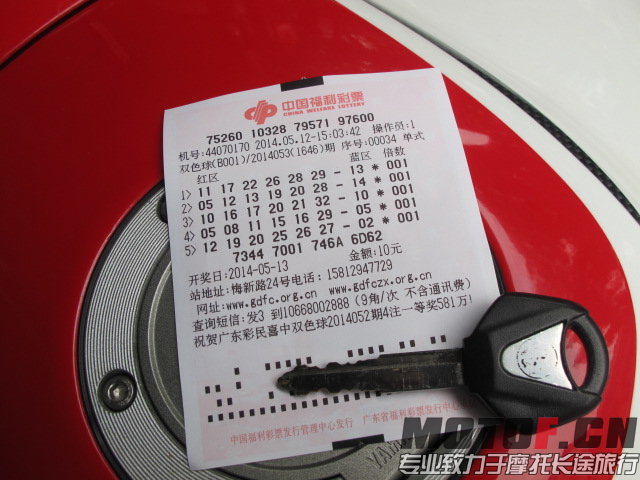 中国福利彩票
CHINA WELFARE LOTTERY
75260 10328 79571 97600
机号:44070170 2014.05.12-15:03:42 操作员:1
双色球(B001)/2014053(1646)期 序号:00034 单式
红区 蓝区 倍数
1> 11 17 22 26 28 29 - 13 * 001
2> 05 12 13 19 20 28 - 14 * 001
3> 10 16 17 20 21 32 - 10 * 001
4> 05 08 11 15 16 29 - 05 * 001
5> 12 19 20 25 26 27 - 02 * 001
7344 7001 746A 6D62
开奖日:2014-05-13 金额:10元
站地址:梅新路24号电话:15812947729
网址:www.gdfc.org.cn www.gdfczx.org.cn
查询短信:发3 到10668002888 (9角/次 不含通讯费)
祝贺广东彩民喜中双色球2014052期4注一等奖581万!
中国福利彩票发行管理中心发行 广东省福利彩票发行中心承销
MOTOF.CN
专业致力于摩托长途旅行